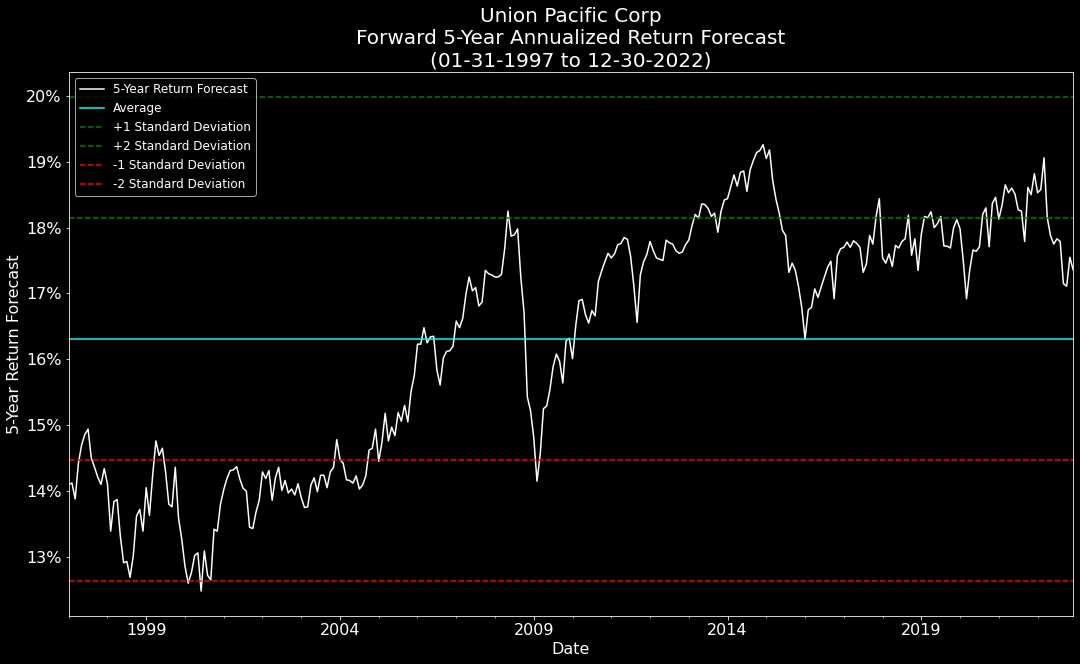 Union Pacific Corp
Forward 5-Year Annualized Return Forecast
(01-31-1997 to 12-30-2022)
5-Year Return Forecast
Average
+1 Standard Deviation
+2 Standard Deviation
-1 Standard Deviation
-2 Standard Deviation
20%
19%
18%
17%
16%
15%
14%
13%
5-Year Return Forecast
1999
2004
2009
2014
2019
Date